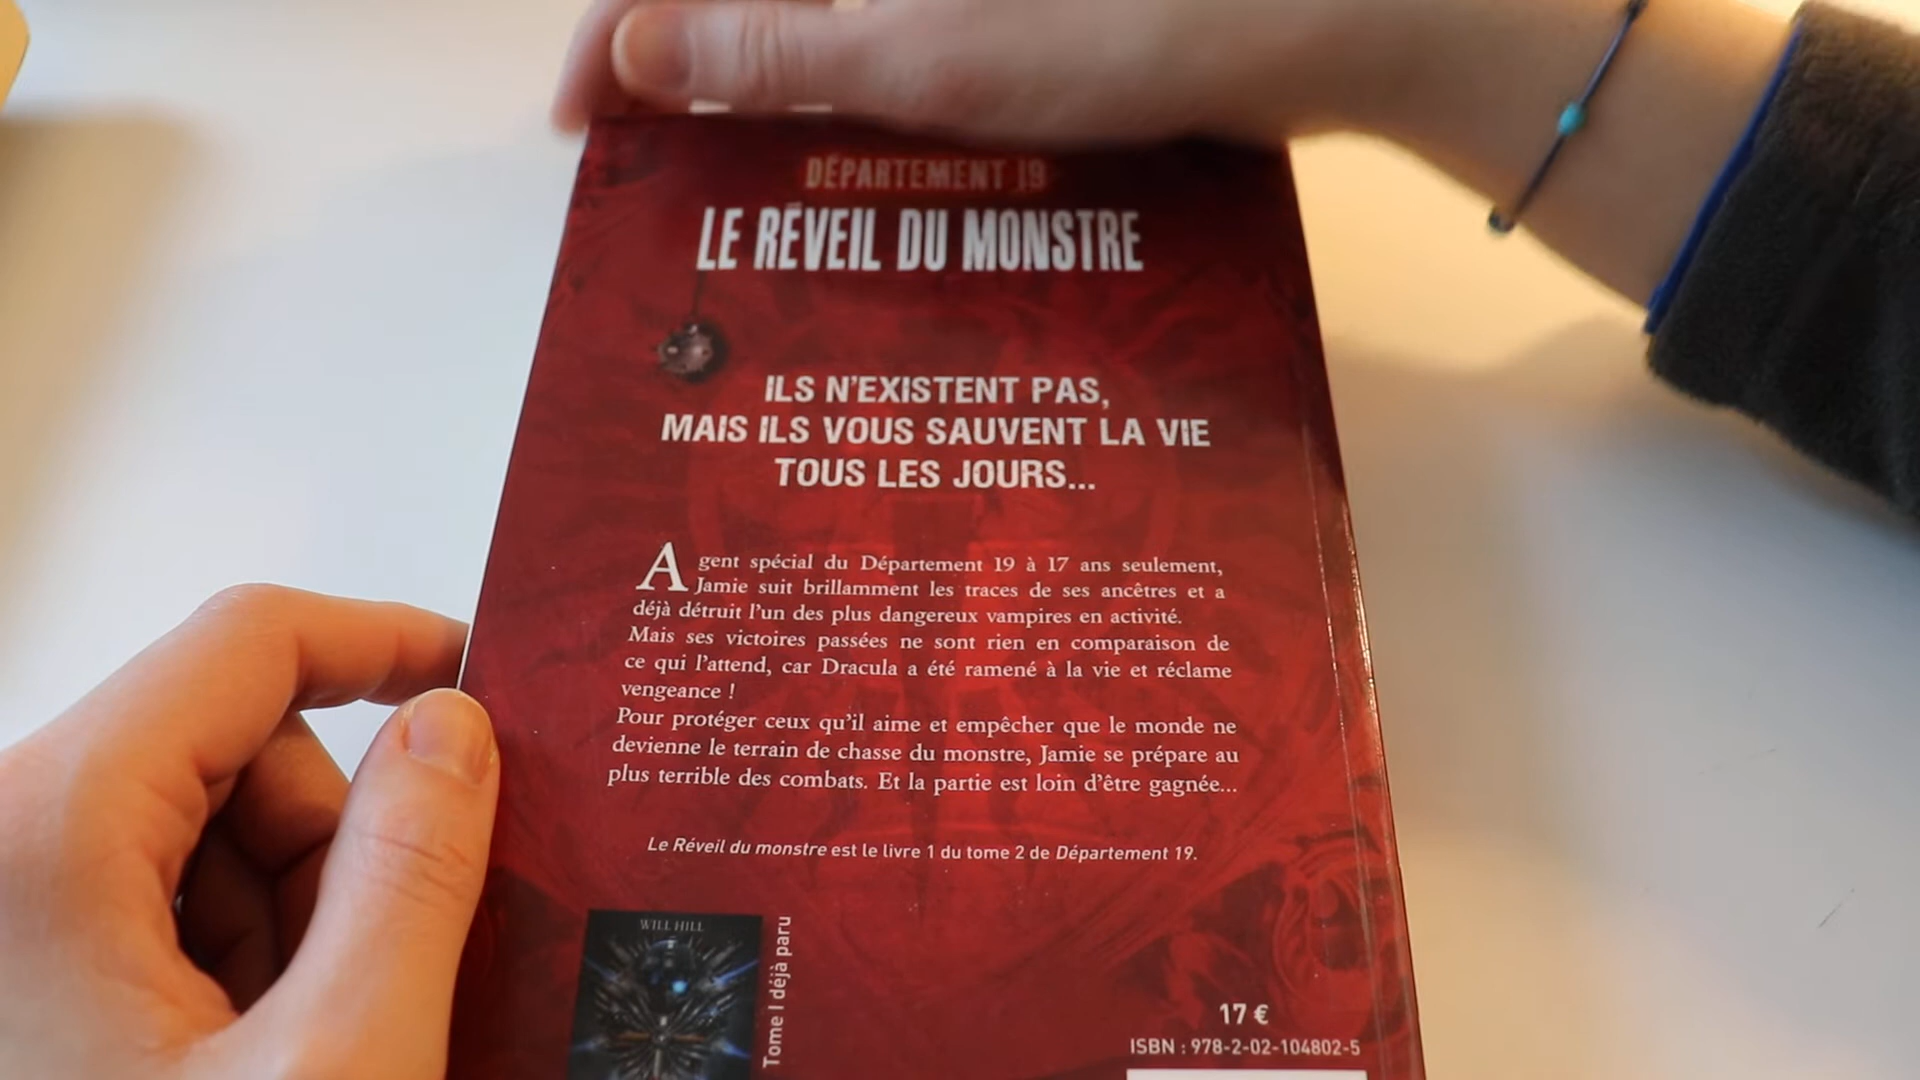 DÉPARTEMENT 19
LE RÉVEIL DU MONSTRE
ILS N'EXISTENT PAS,
MAIS ILS VOUS SAUVENT LA VIE
TOUS LES JOURS...
Agent spécial du Département 19 à 17 ans seulement,
Jamie suit brillamment les traces de ses ancêtres et a
déjà détruit l'un des plus dangereux vampires en activité.
Mais ses victoires passées ne sont rien en comparaison de
ce qui l'attend, car Dracula a été ramené à la vie et réclame
vengeance !
Pour protéger ceux qu'il aime et empêcher que le monde ne
devienne le terrain de chasse du monstre, Jamie se prépare au
plus terrible des combats. Et la partie est loin d'être gagnée...
Le Réveil du monstre est le livre 1 du tome 2 de Département 19.
WILL HILL
Tome I déjà paru
17 €
ISBN : 978-2-02-104802-5